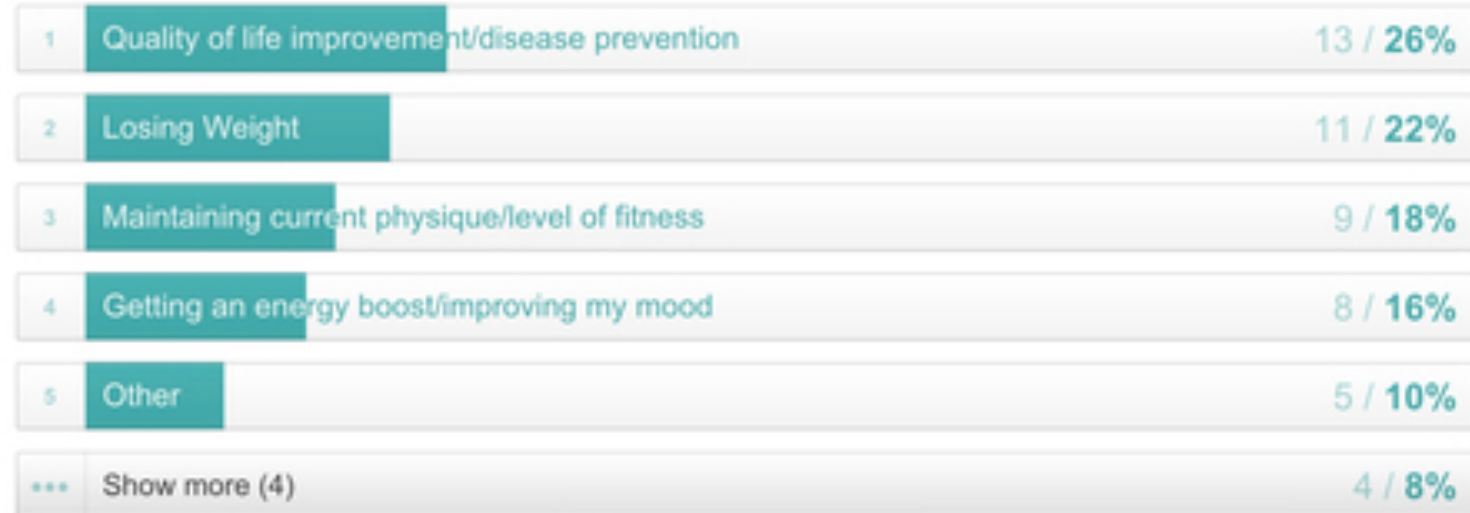 1 Quality of life improvement/disease prevention 13 / 26%
2 Losing Weight 11 / 22%
3 Maintaining current physique/level of fitness 9 / 18%
4 Getting an energy boost/improving my mood 8 / 16%
5 Other 5 / 10%
••• Show more (4) 4 / 8%